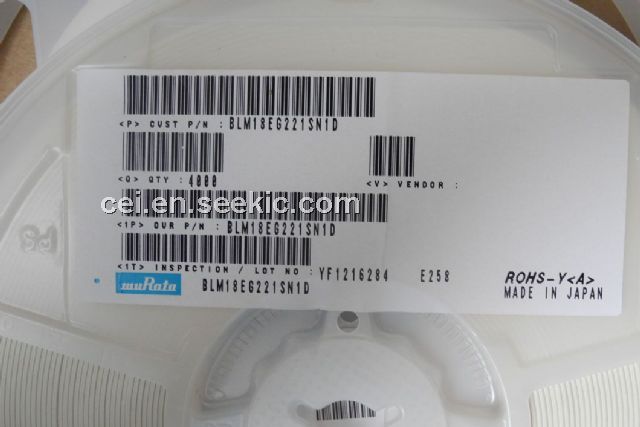 <P> CUST P/N : BLM18EG221SN1D
<Q> QTY : 4000
<V> VENDOR :
cei.en.seekic.com
<1P> OUR P/N : BLM18EG221SN1D
<1T> INSPECTION / LOT NO : YF1216284 E258
muRata BLM18EG221SN1D
ROHS-Y<A>
MADE IN JAPAN